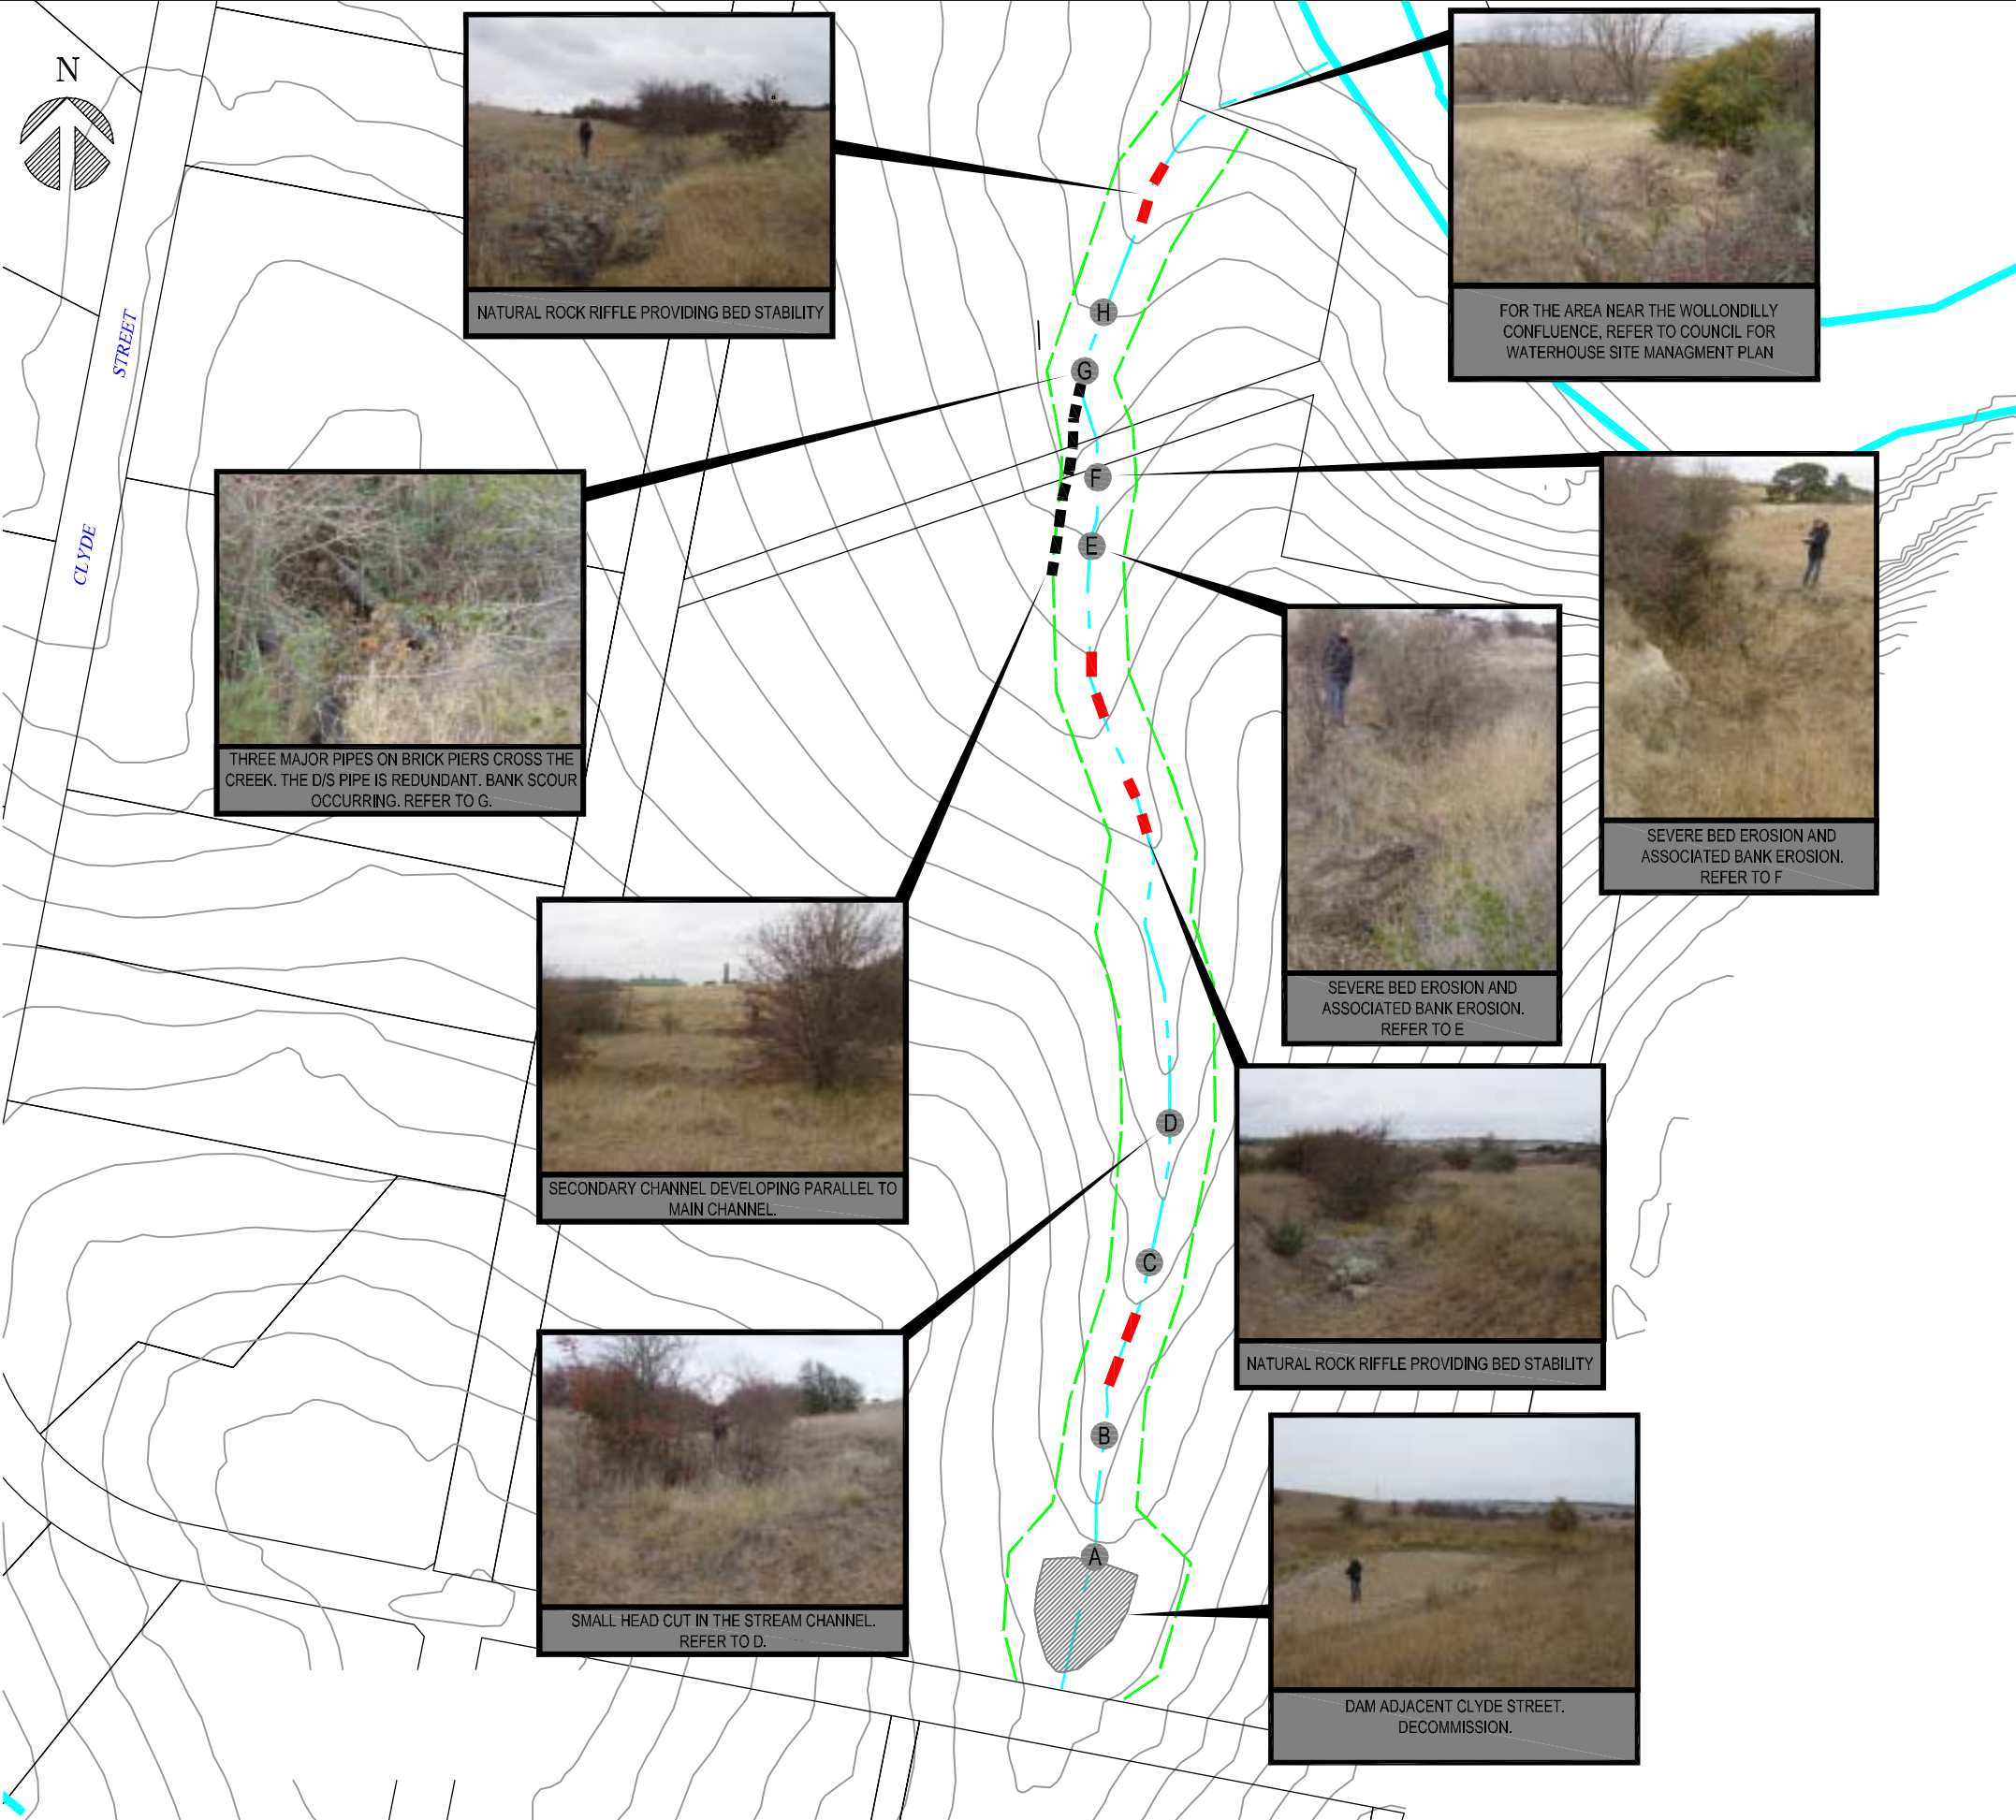 N
NATURAL ROCK RIFFLE PROVIDING BED STABILITY
FOR THE AREA NEAR THE WOLLONDILLY
CONFLUENCE, REFER TO COUNCIL FOR
WATERHOUSE SITE MANAGMENT PLAN
CLYDE STREET
H
G
F
E
THREE MAJOR PIPES ON BRICK PIERS CROSS THE
CREEK. THE D/S PIPE IS REDUNDANT. BANK SCOUR
OCCURRING. REFER TO G.
SEVERE BED EROSION AND
ASSOCIATED BANK EROSION.
REFER TO F
SEVERE BED EROSION AND
ASSOCIATED BANK EROSION.
REFER TO E
SECONDARY CHANNEL DEVELOPING PARALLEL TO
MAIN CHANNEL.
D
C
NATURAL ROCK RIFFLE PROVIDING BED STABILITY
B
A
SMALL HEAD CUT IN THE STREAM CHANNEL.
REFER TO D.
DAM ADJACENT CLYDE STREET.
DECOMMISSION.